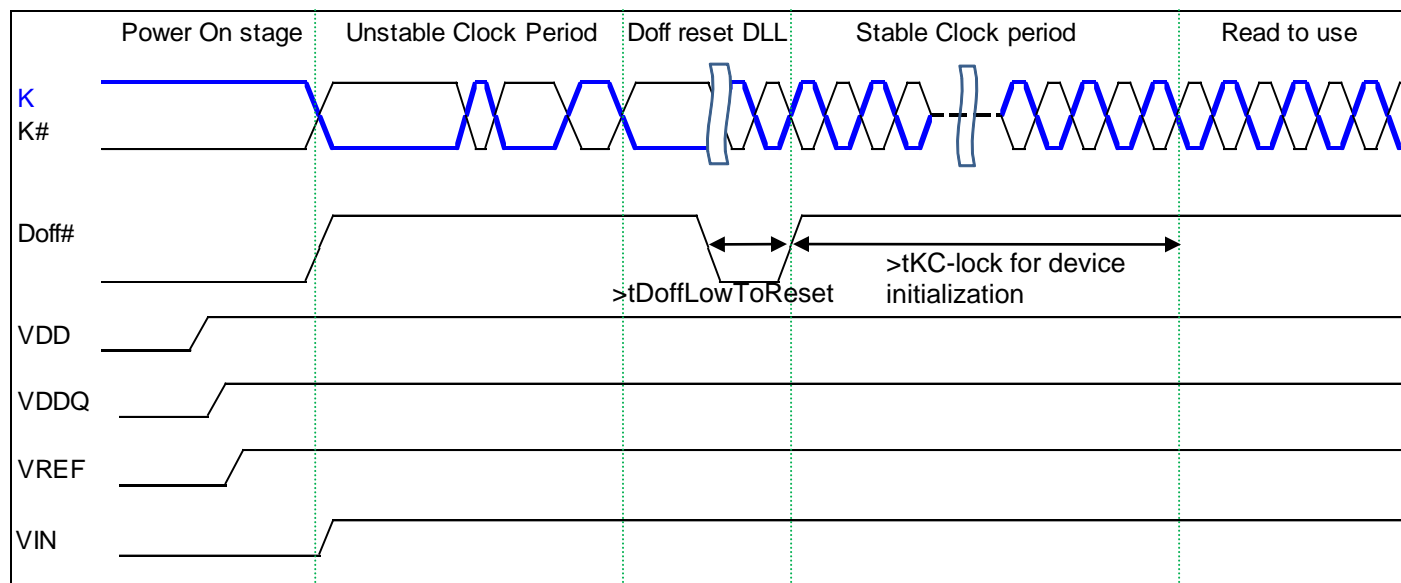 Power On stage
Unstable Clock Period
Doff reset DLL
Stable Clock period
Read to use
K
K#
Doff#
>tDoffLowToReset
>tKC-lock for device
initialization
VDD
VDDQ
VREF
VIN